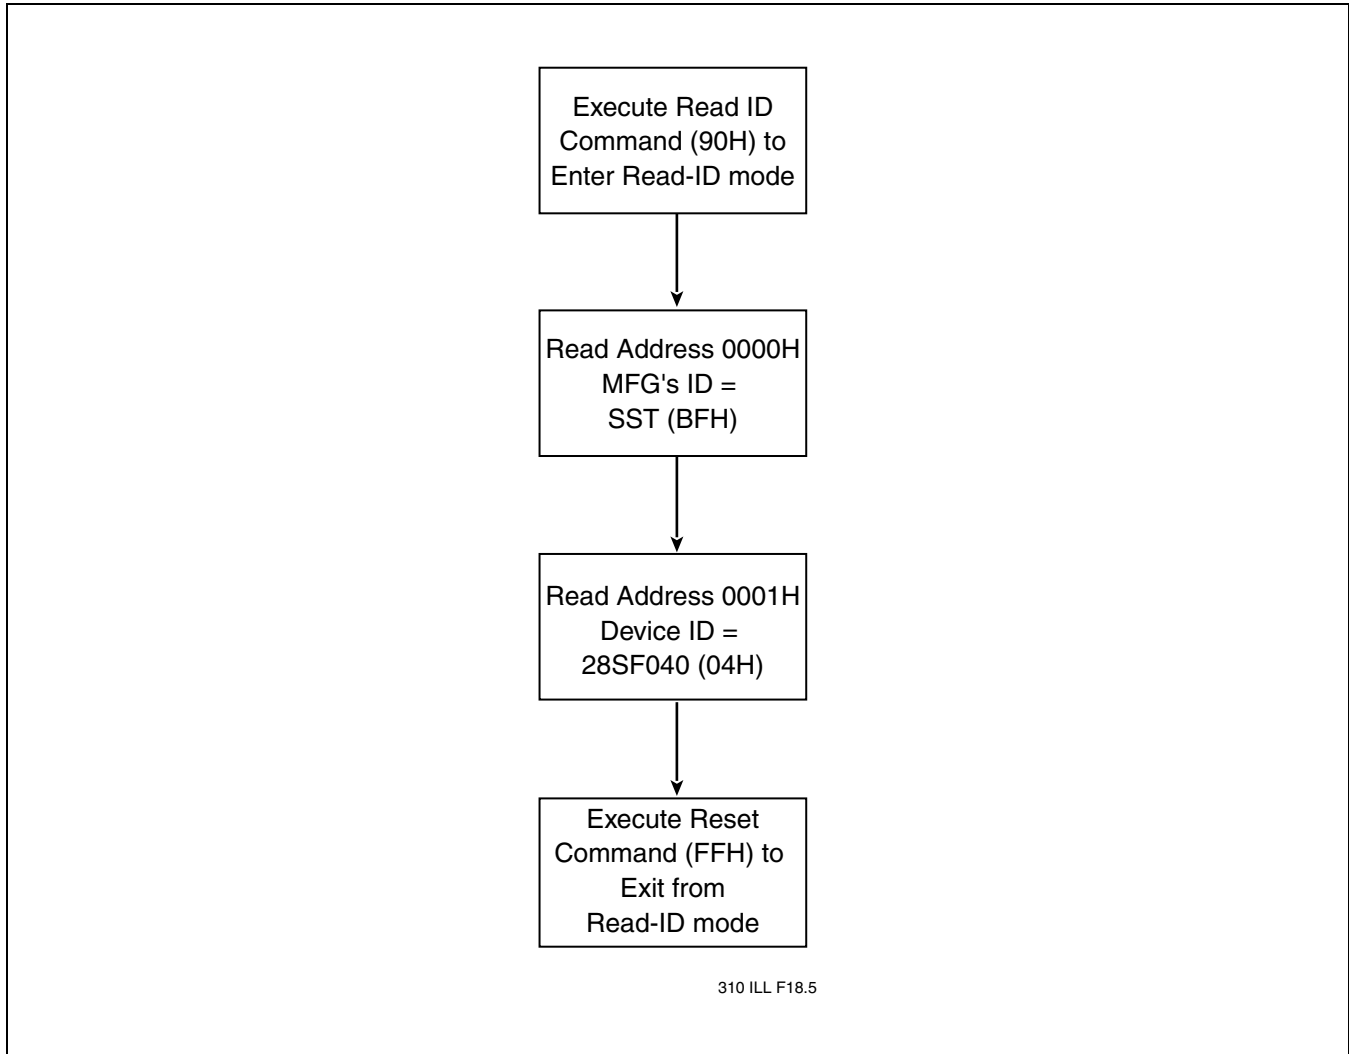 Execute Read ID
Command (90H) to
Enter Read-ID mode
Read Address 0000H
MFG's ID =
SST (BFH)
Read Address 0001H
Device ID =
28SF040 (04H)
Execute Reset
Command (FFH) to
Exit from
Read-ID mode
310 ILL F18.5